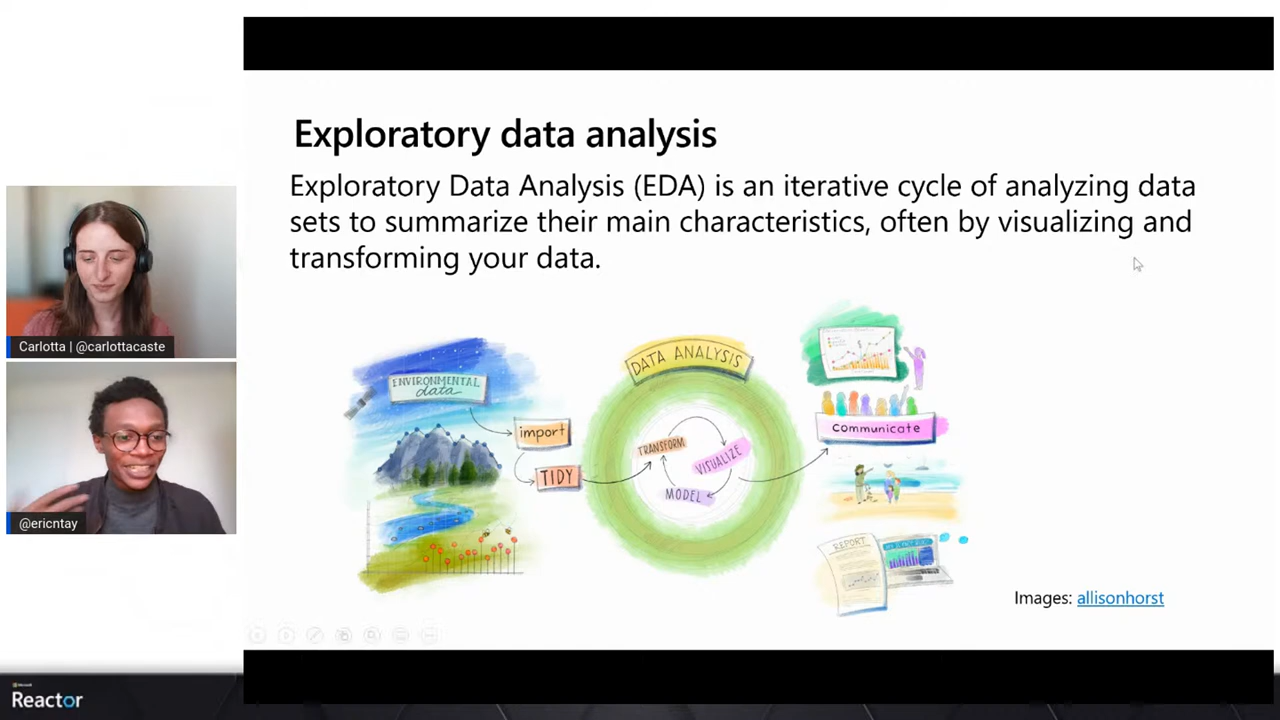 Exploratory data analysis
Exploratory Data Analysis (EDA) is an iterative cycle of analyzing data
sets to summarize their main characteristics, often by visualizing and
transforming your data.
ENVIRONMENTAL
data
import
TIDY
DATA ANALYSIS
TRANSFORM
VISUALIZE
MODEL
communicate
REPORT
Images: allisonhorst
Carlotta | @carlottacaste
@ericntay
Microsoft
Reactor